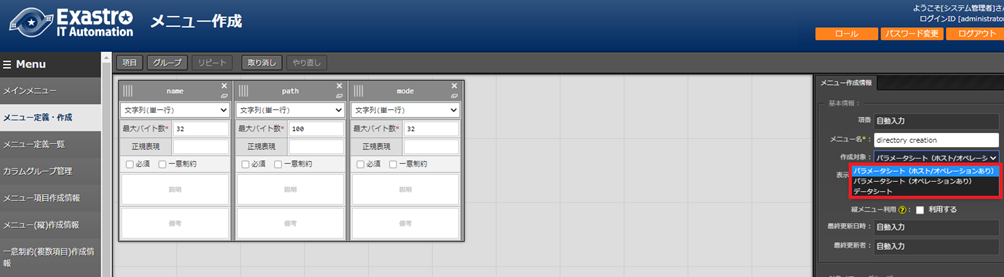 ようこそ[システム管理者]さん
ログインID [administrator
Exastro
IT Automation
メニュー作成
ロール
パスワード変更
ログアウト
Menu
項目
グループ
リピート
取り消し
やり直し
メインメニュー
メニュー定義・作成
メニュー定義一覧
カラムグループ管理
メニュー項目作成情報
メニュー(縦)作成情報
一意制約(複数項目)作成情
報
name
path
mode
文字列(単一行)
文字列(単一行)
文字列(単一行)
最大バイト数* 32
最大バイト数* 100
最大バイト数* 32
正規表現
正規表現
正規表現
必須 一意制約
必須 一意制約
必須 一意制約
説明
説明
説明
備考
備考
備考
メニュー作成情報
基本情報：
項番 自動入力
メニュー名*： directory creation
作成対象： パラメータシート（ホスト/オペレーシ
パラメータシート（ホスト/オペレーションあり）
パラメータシート（オペレーションあり）
データシート
表示
縦メニュー利用 ?： 利用する
最終更新日時： 自動入力
最終更新者： 自動入力